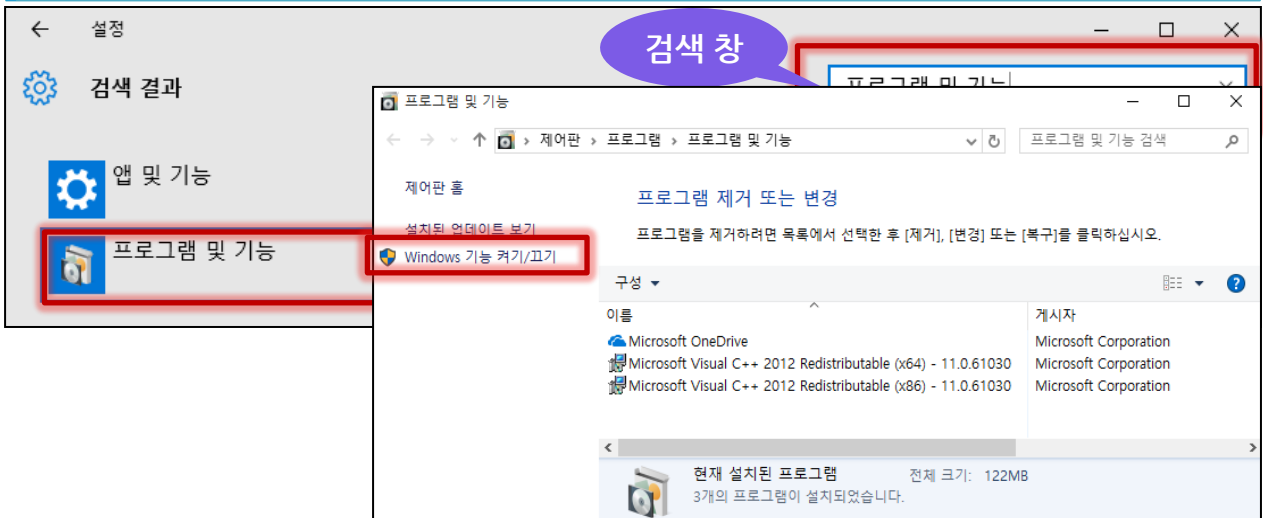 설정
검색 창
검색 결과
프로그램 및 기능
앱 및 기능
프로그램 및 기능
프로그램 및 기능
제어판 › 프로그램 › 프로그램 및 기능
프로그램 및 기능 검색
제어판 홈
설치된 업데이트 보기
Windows 기능 켜기/끄기
프로그램 제거 또는 변경
프로그램을 제거하려면 목록에서 선택한 후 [제거], [변경] 또는 [복구]를 클릭하십시오.
구성
이름 게시자
Microsoft OneDrive Microsoft Corporation
Microsoft Visual C++ 2012 Redistributable (x64) - 11.0.61030 Microsoft Corporation
Microsoft Visual C++ 2012 Redistributable (x86) - 11.0.61030 Microsoft Corporation
현재 설치된 프로그램 전체 크기: 122MB
3개의 프로그램이 설치되었습니다.